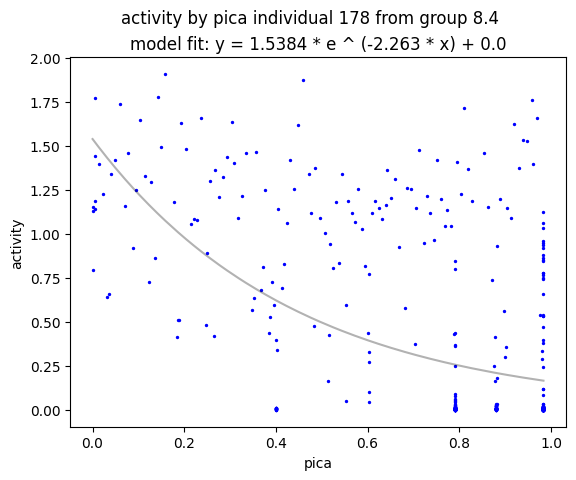 activity by pica individual 178 from group 8.4
model fit: y = 1.5384 * e ^ (-2.263 * x) + 0.0
2.00
1.75
1.50
1.25
1.00
0.75
0.50
0.25
0.00
activity
0.0 0.2 0.4 0.6 0.8 1.0
pica